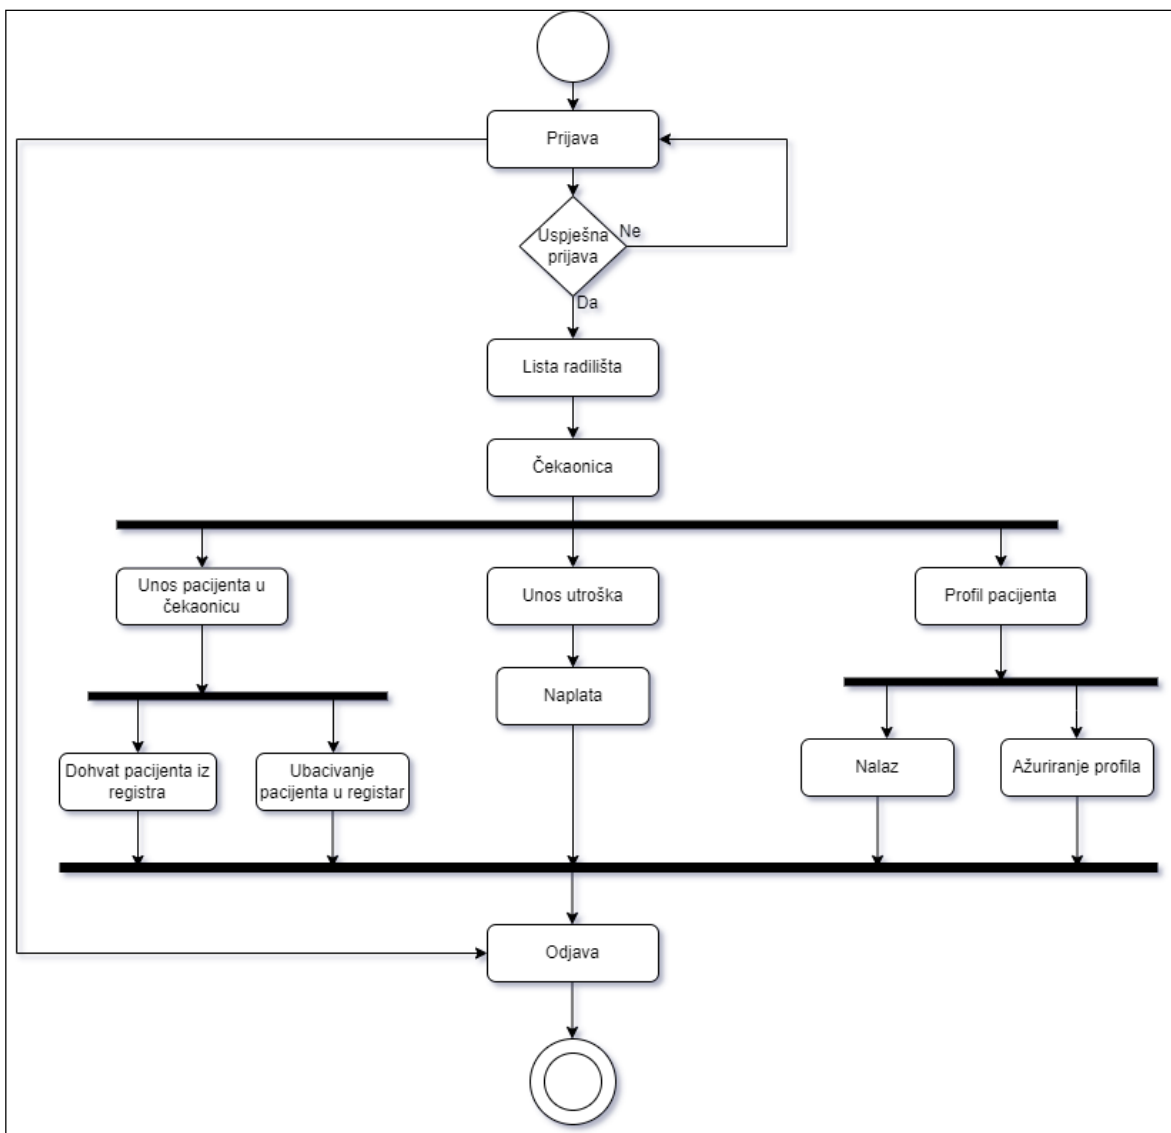 Prijava
Uspješna
prijava
Ne
Da
Lista radilišta
Čekaonica
Unos pacijenta u
čekaonicu
Unos utroška
Profil pacijenta
Naplata
Dohvat pacijenta iz
registra
Ubacivanje
pacijenta u registar
Nalaz
Ažuriranje profila
Odjava